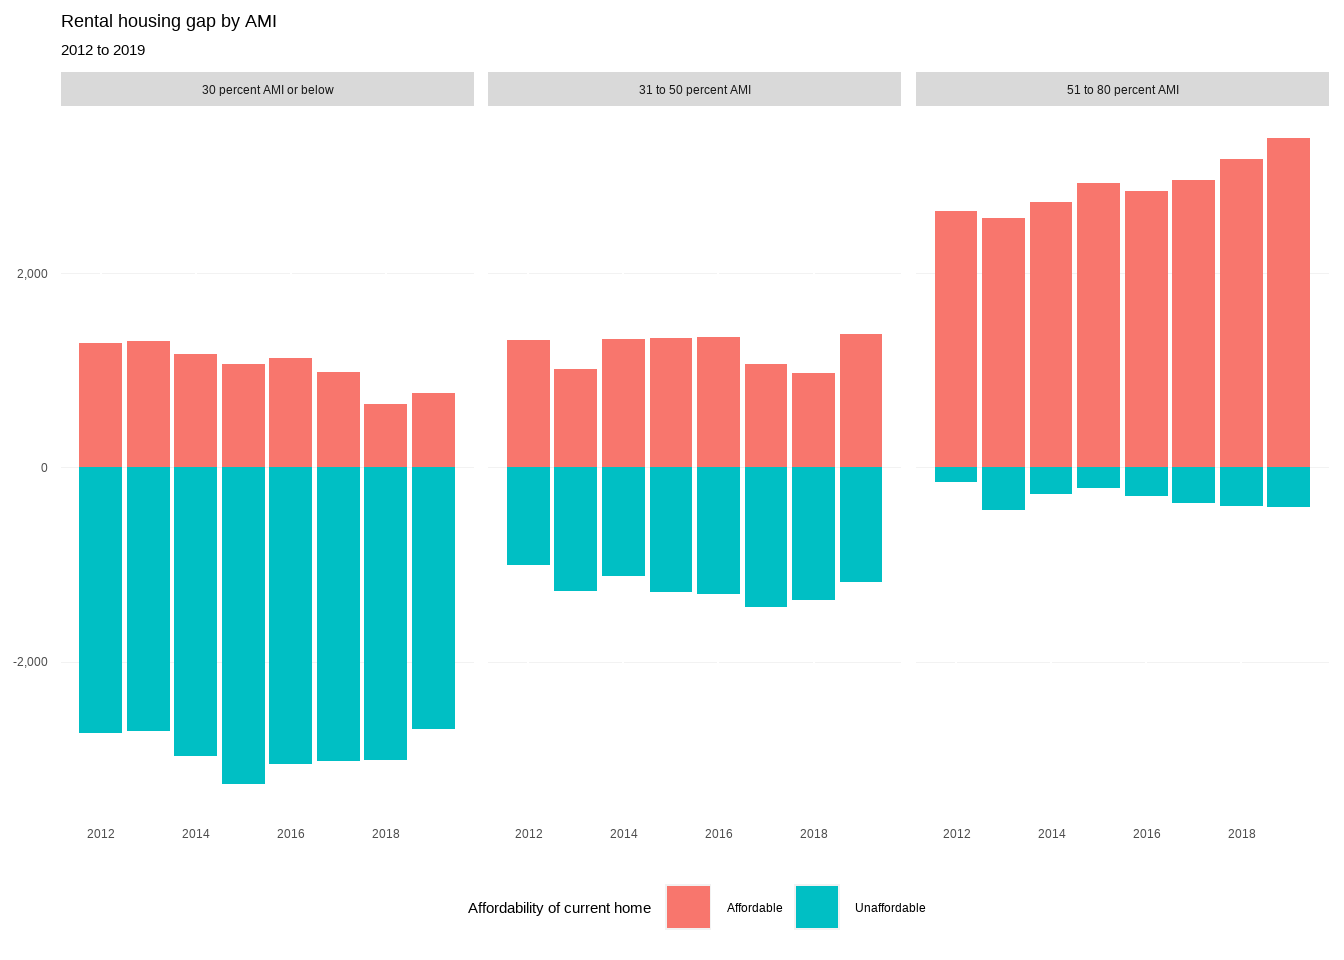 Rental housing gap by AMI
2012 to 2019
30 percent AMI or below
31 to 50 percent AMI
51 to 80 percent AMI
2,000
0
-2,000
2012 2014 2016 2018
2012 2014 2016 2018
2012 2014 2016 2018
Affordability of current home Affordable Unaffordable